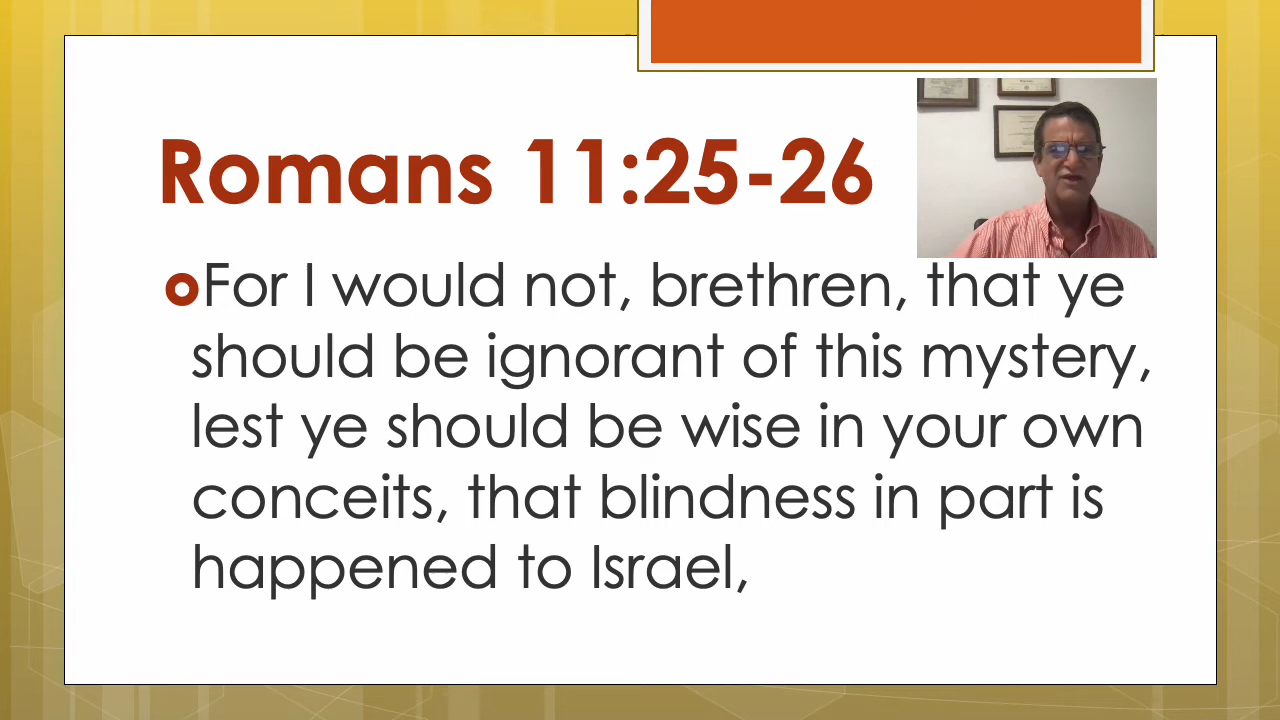 Romans 11:25-26
For I would not, brethren, that ye
should be ignorant of this mystery,
lest ye should be wise in your own
conceits, that blindness in part is
happened to Israel,